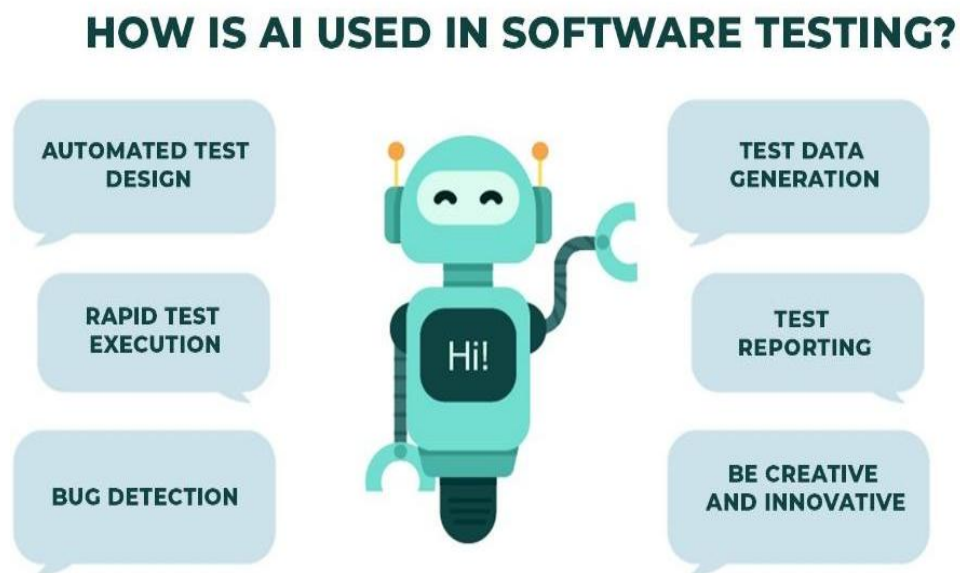 HOW IS AI USED IN SOFTWARE TESTING?
AUTOMATED TEST
DESIGN
RAPID TEST
EXECUTION
BUG DETECTION
Hi!
TEST DATA
GENERATION
TEST
REPORTING
BE CREATIVE
AND INNOVATIVE